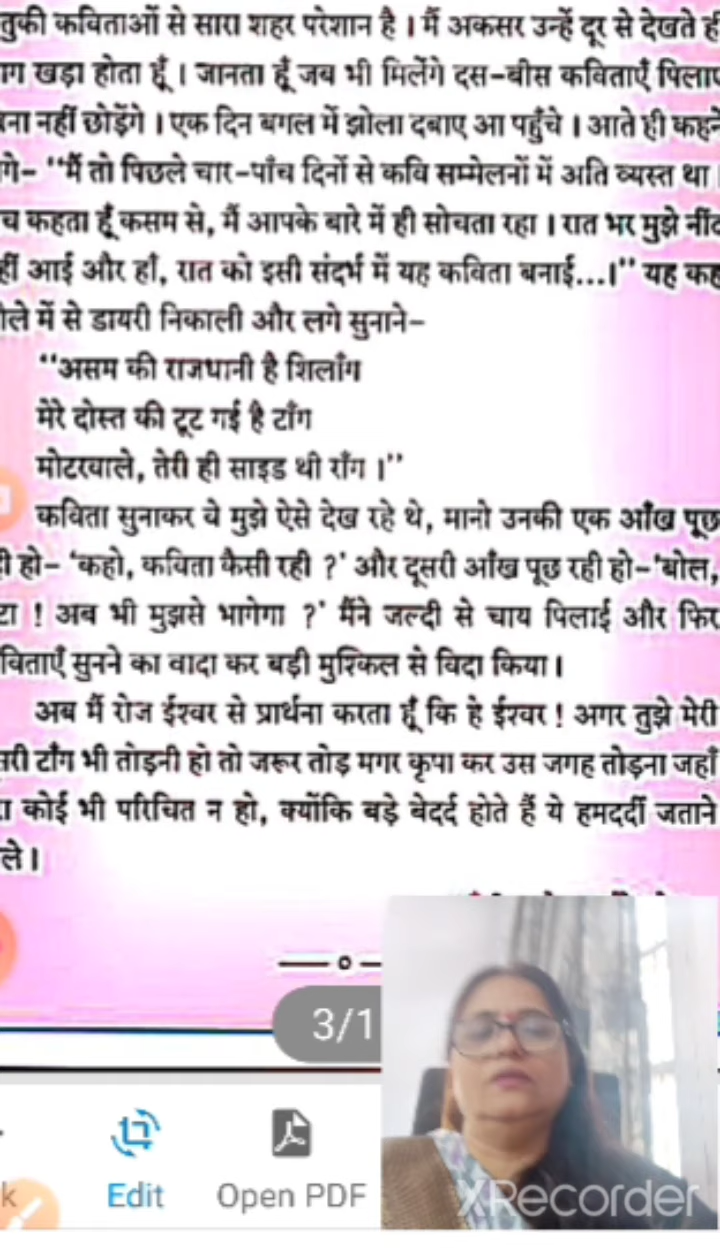 तुकी कविताओं से सारा शहर परेशान है । मैं अकसर उन्हें दूर से देखते ही
ाग खड़ा होता हूँ । जानता हूँ जब भी मिलेंगे दस-बीस कविताएँ पिलाए
ना नहीं छोड़ेंगे । एक दिन बगल में झोला दबाए आ पहुँचे । आते ही कहने
गे- ‘‘मैं तो पिछले चार-पाँच दिनों से कवि सम्मेलनों में अति व्यस्त था ।
च कहता हूँ कसम से, मैं आपके बारे में ही सोचता रहा । रात भर मुझे नींद
हीं आई और हाँ, रात को इसी संदर्भ में यह कविता बनाई...।’’ यह कह
ोले में से डायरी निकाली और लगे सुनाने-
‘‘असम की राजधानी है शिलाँग
मेरे दोस्त की टूट गई है टाँग
मोटरवाले, तेरी ही साइड थी राँग ।’’
कविता सुनाकर वे मुझे ऐसे देख रहे थे, मानो उनकी एक आँख पूछ
ी हो- ‘कहो, कविता कैसी रही ?’ और दूसरी आँख पूछ रही हो-‘बोल,
टा ! अब भी मुझसे भागेगा ?’ मैंने जल्दी से चाय पिलाई और फिर
विताएँ सुनने का वादा कर बड़ी मुश्किल से विदा किया ।
अब मैं रोज ईश्वर से प्रार्थना करता हूँ कि हे ईश्वर ! अगर तुझे मेरी
सरी टाँग भी तोड़नी हो तो जरूर तोड़ मगर कृपा कर उस जगह तोड़ना जहाँ
ा कोई भी परिचित न हो, क्योंकि बड़े बेदर्द होते हैं ये हमदर्दी जताने
ले ।
3/1
k Edit Open PDF
XRecorder